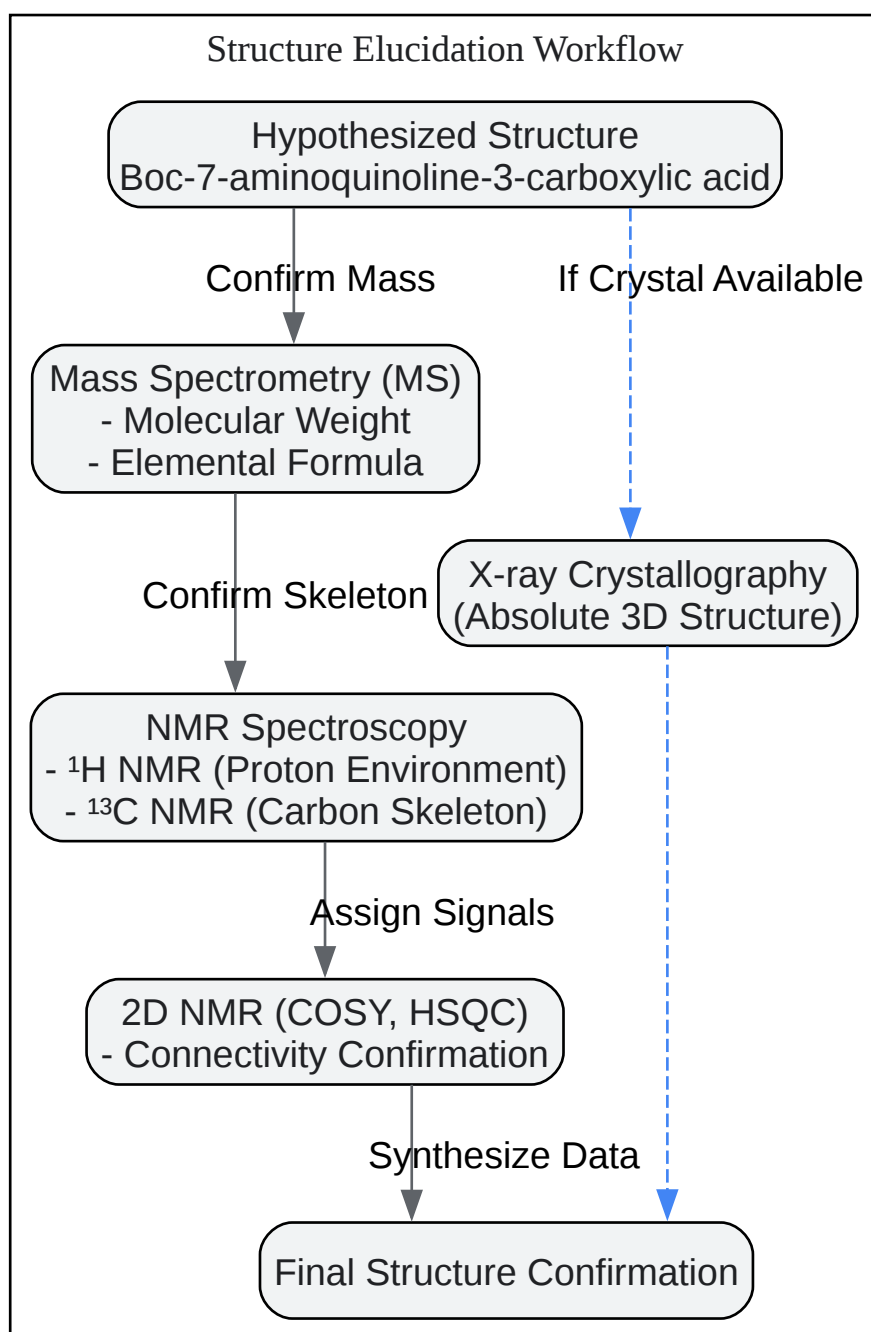 Structure Elucidation Workflow
Hypothesized Structure
Boc-7-aminoquinoline-3-carboxylic acid
Confirm Mass
If Crystal Available
Mass Spectrometry (MS)
- Molecular Weight
- Elemental Formula
X-ray Crystallography
(Absolute 3D Structure)
Confirm Skeleton
NMR Spectroscopy
- ¹H NMR (Proton Environment)
- ¹³C NMR (Carbon Skeleton)
Assign Signals
2D NMR (COSY, HSQC)
- Connectivity Confirmation
Synthesize Data
Final Structure Confirmation